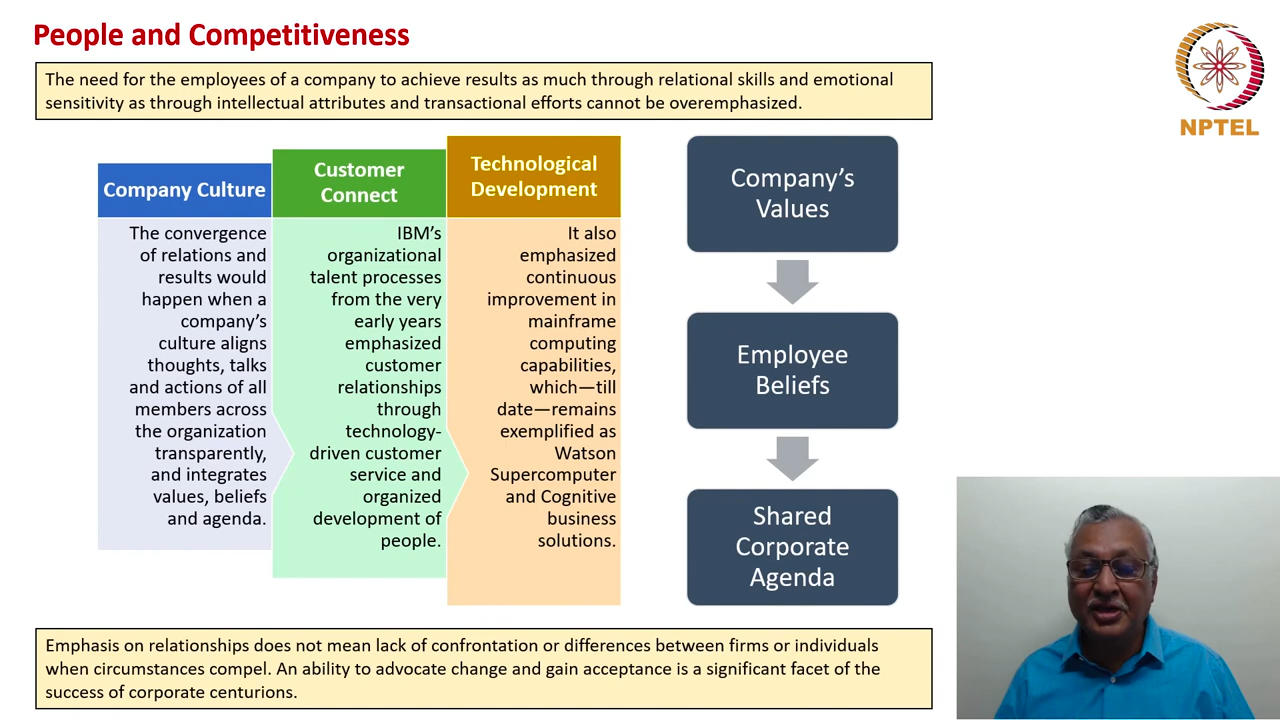 People and Competitiveness
The need for the employees of a company to achieve results as much through relational skills and emotional
sensitivity as through intellectual attributes and transactional efforts cannot be overemphasized.
NPTEL
Company Culture
The convergence
of relations and
results would
happen when a
company’s
culture aligns
thoughts, talks
and actions of all
members across
the organization
transparently,
and integrates
values, beliefs
and agenda.
Customer
Connect
IBM’s
organizational
talent processes
from the very
early years
emphasized
customer
relationships
through
technology-
driven customer
service and
organized
development of
people.
Technological
Development
It also
emphasized
continuous
improvement in
mainframe
computing
capabilities,
which—till
date—remains
exemplified as
Watson
Supercomputer
and Cognitive
business
solutions.
Company’s
Values
Employee
Beliefs
Shared
Corporate
Agenda
Emphasis on relationships does not mean lack of confrontation or differences between firms or individuals
when circumstances compel. An ability to advocate change and gain acceptance is a significant facet of the
success of corporate centurions.